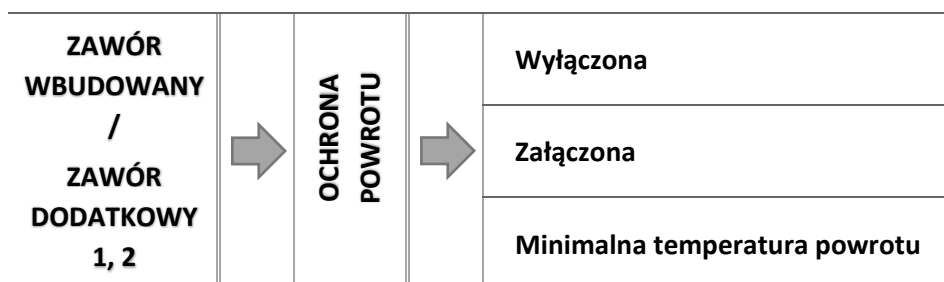 ZAWÓR
WBUDOWANY
/
ZAWÓR
DODATKOWY
1, 2
OCHRONA
POWROTU
Wyłączona
Załączona
Minimalna temperatura powrotu